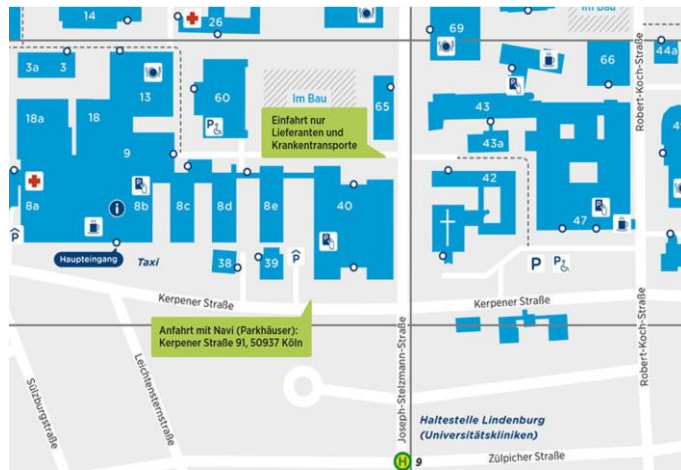 14
26
69
44a
3a
3
13
60
Im Bau
65
66
Im Bau
Robert-Koch-Straße
18a
18
9
P
Einfahrt nur
Lieferanten und
Krankentransporte
43
43a
42
8a
8b
8c
8d
8e
40
47
P
i
P
Haupteingang
Taxi
38
39
P
P
P
Kerpener Straße
Kerpener Straße
Anfahrt mit Navi (Parkhäuser):
Kerpener Straße 91, 50937 Köln
Sülzburgstraße
Leichtensternstraße
Joseph-Stelzmann-Straße
Robert-Koch-Straße
Haltestelle Lindenburg
(Universitätskliniken)
H 9
Zülpicher Straße